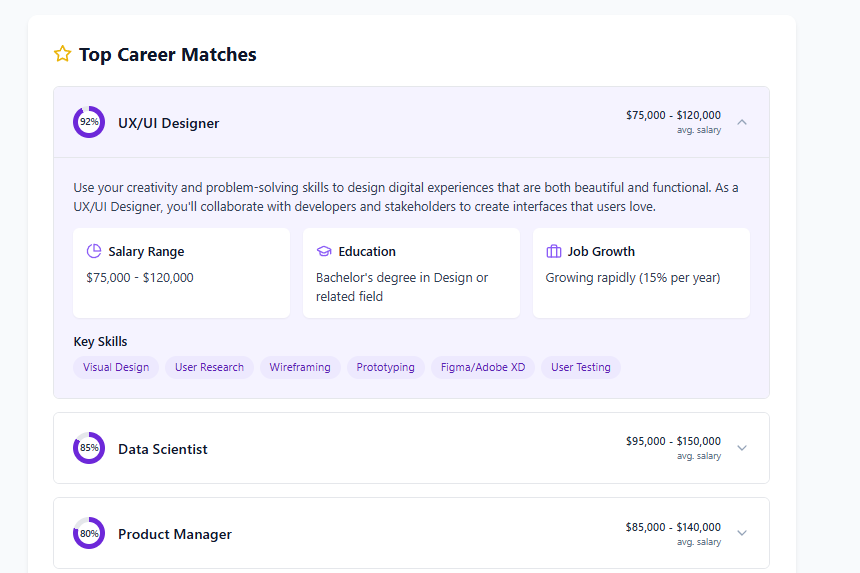 Top Career Matches
92%
UX/UI Designer
$75,000 - $120,000
avg. salary
Use your creativity and problem-solving skills to design digital experiences that are both beautiful and functional. As a
UX/UI Designer, you'll collaborate with developers and stakeholders to create interfaces that users love.
Salary Range
$75,000 - $120,000
Education
Bachelor's degree in Design or
related field
Job Growth
Growing rapidly (15% per year)
Key Skills
Visual Design
User Research
Wireframing
Prototyping
Figma/Adobe XD
User Testing
85%
Data Scientist
$95,000 - $150,000
avg. salary
80%
Product Manager
$85,000 - $140,000
avg. salary